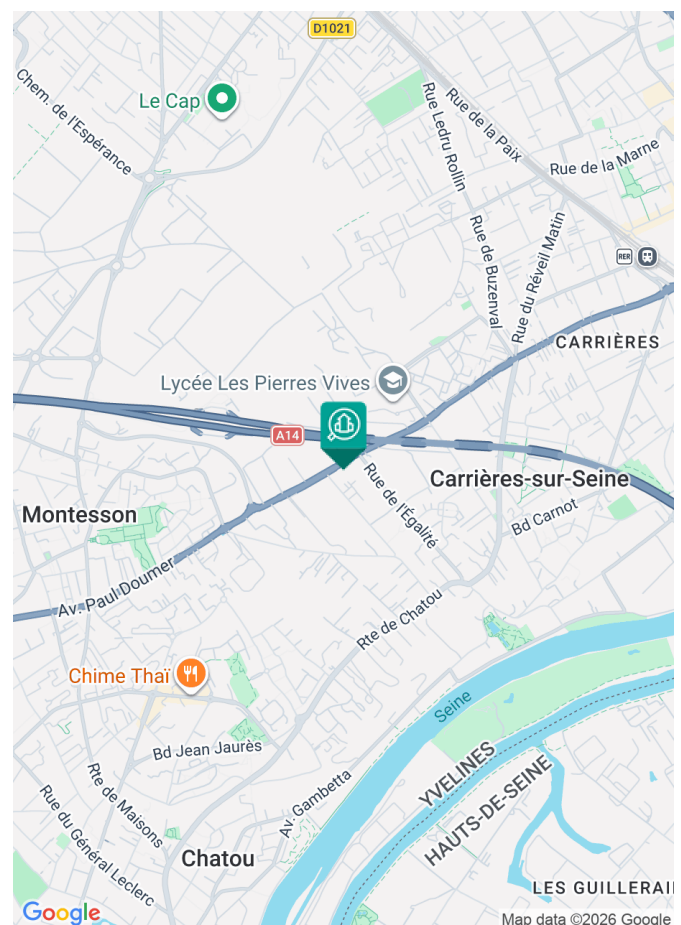 D1021
Le Cap
Chem. de l'Espérance
Rue Ledru Rollin
Rue de la Paix
Rue de la Marne
RER
Rue de Buzenval
Rue du Réveil Matin
CARRIÈRES
Lycée Les Pierres Vives
A14
Carrières-sur-Seine
Montesson
Rue de l'Égalité
Bd Carnot
Av. Paul Doumer
Rte de Chatou
Chime Thaï
Seine
Bd Jean Jaurès
YVELINES
HAUTS-DE-SEINE
Rte de Maisons
Av. Gambetta
Rue du Général Leclerc
Chatou
LES GUILLERAI
Google
Map data ©2026 Google